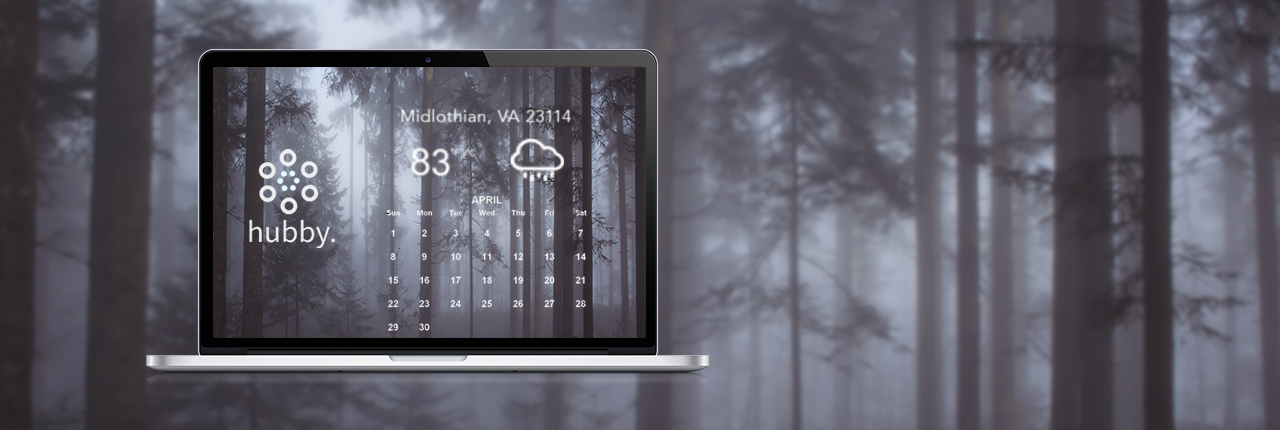 Midlothian, VA 23114
83°
hubby.
APRIL
Sun Mon Tue Wed Thu Fri Sat
1 2 3 4 5 6 7
8 9 10 11 12 13 14
15 16 17 18 19 20 21
22 23 24 25 26 27 28
29 30